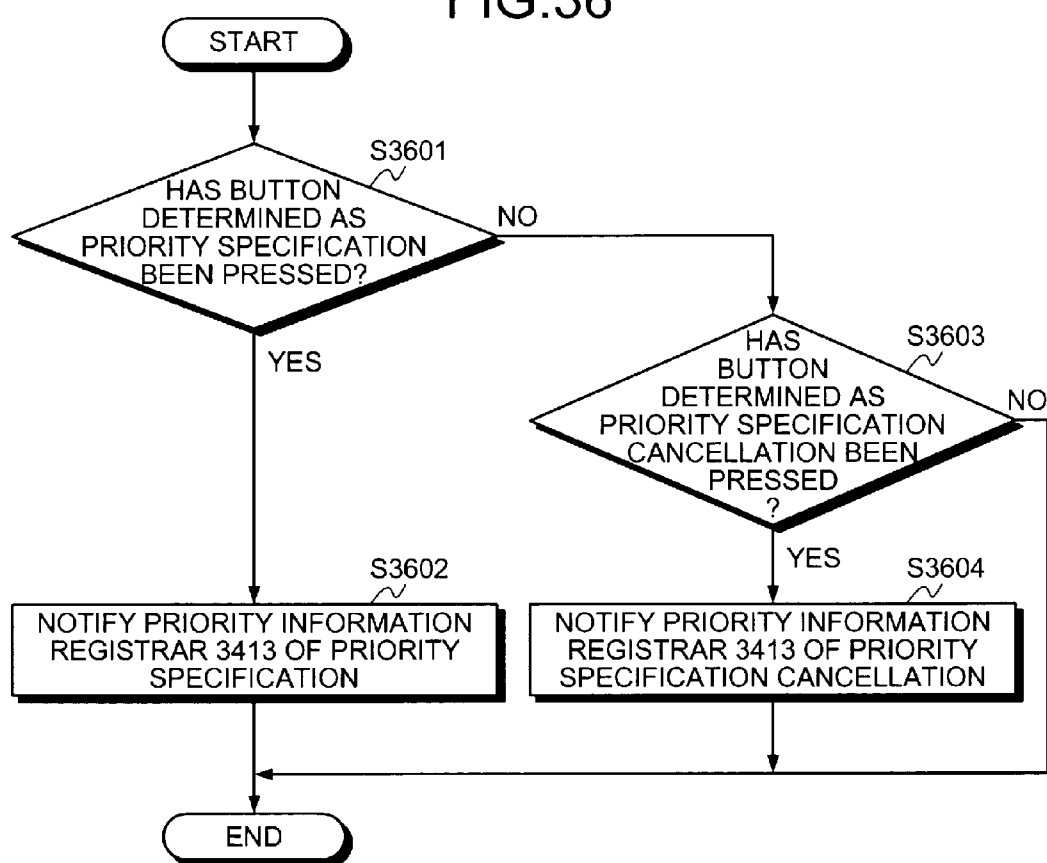 FIG.36
START
S3601
HAS BUTTON
DETERMINED AS
PRIORITY SPECIFICATION
BEEN PRESSED?
NO
YES
S3603
HAS
BUTTON
DETERMINED AS
PRIORITY SPECIFICATION
CANCELLATION BEEN
PRESSED
?
NO
YES
S3602
NOTIFY PRIORITY INFORMATION
REGISTRAR 3413 OF PRIORITY
SPECIFICATION
S3604
NOTIFY PRIORITY INFORMATION
REGISTRAR 3413 OF PRIORITY
SPECIFICATION CANCELLATION
END